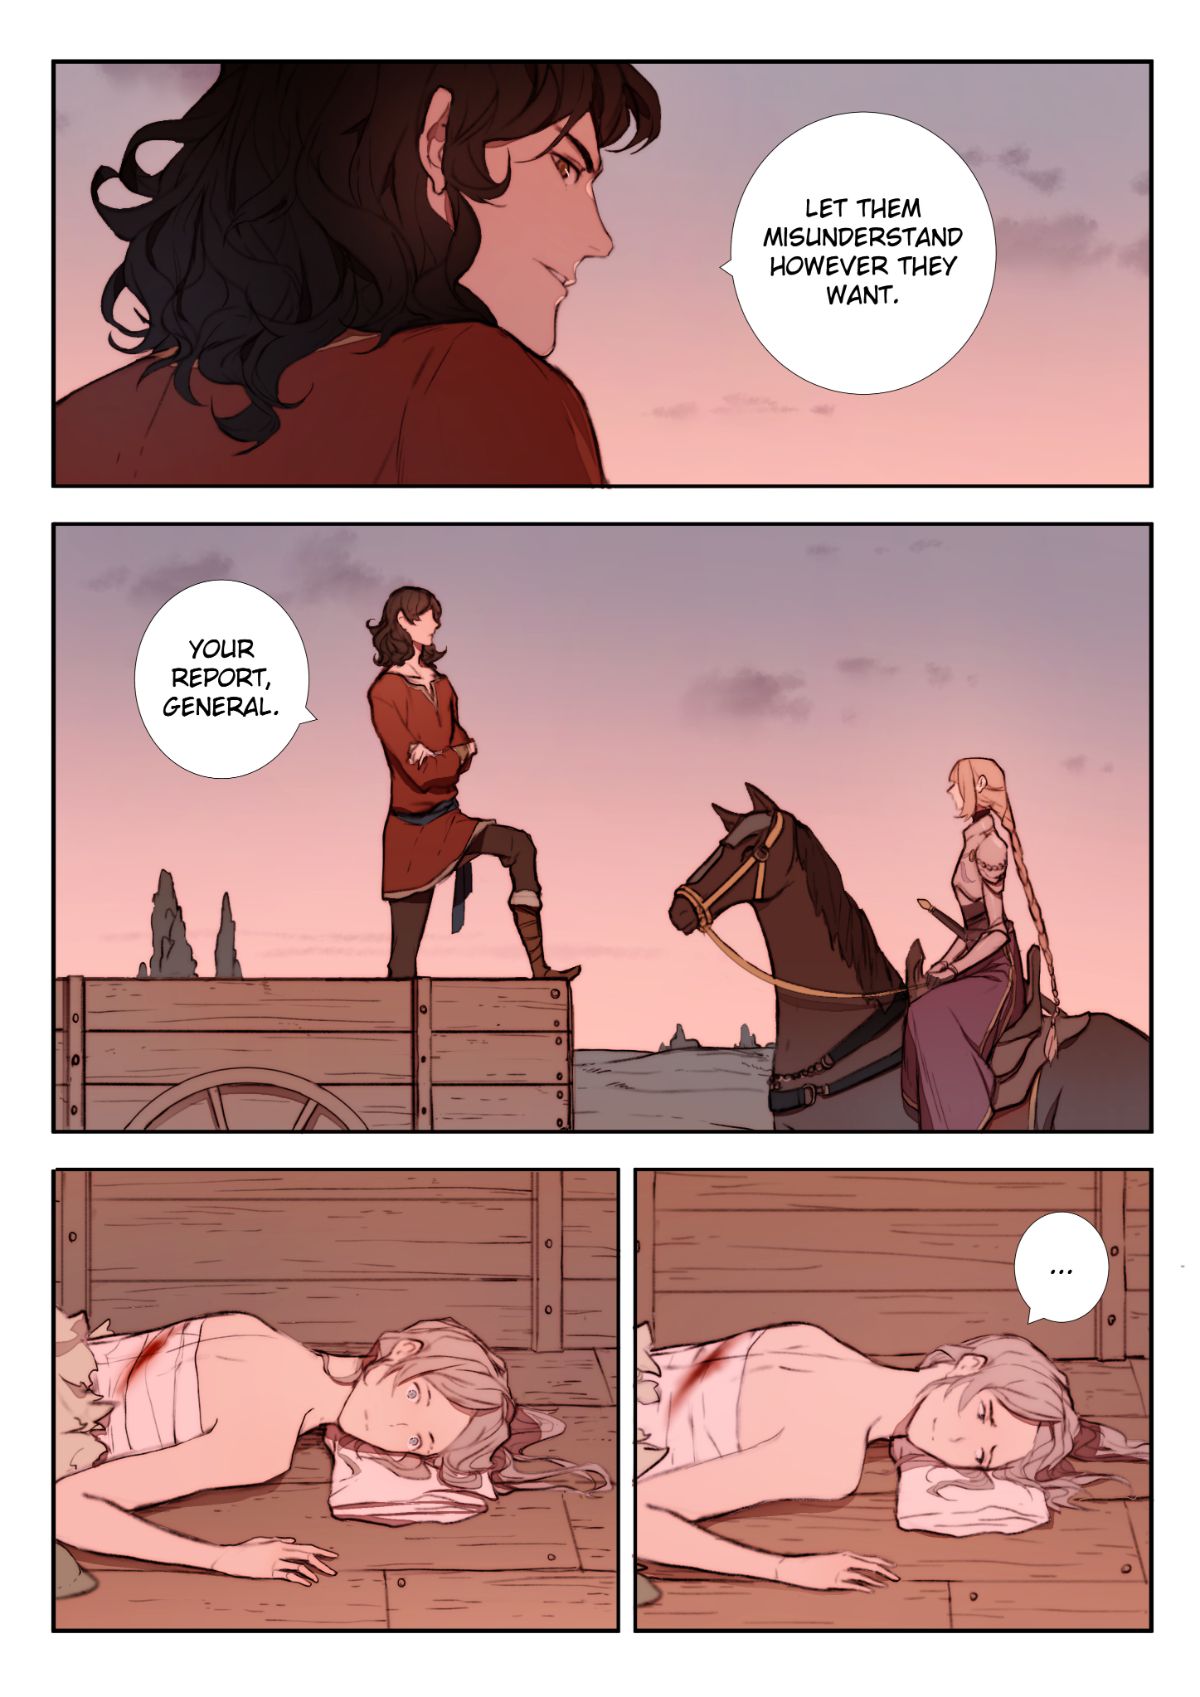 LET THEM
MISUNDERSTAND
HOWEVER THEY
WANT.
YOUR
REPORT,
GENERAL.
...